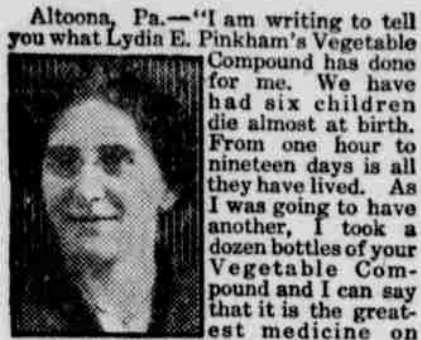 Altoona, Pa.—“I am writing to tell
you what Lydia E. Pinkham's Vegetable
Compound has done
for me. We have
had six children
die almost at birth.
From one hour to
nineteen days is all
they have lived. As
I was going to have
another, I took a
dozen bottles of your
Vegetable Com-
pound and I can say
that it is the great-
est medicine on